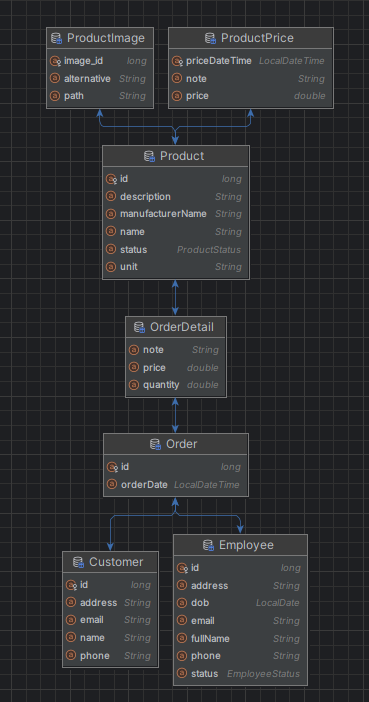 ProductImage
image_id long
alternative String
path String
ProductPrice
priceDateTime LocalDateTime
note String
price double
Product
id long
description String
manufacturerName String
name String
status ProductStatus
unit String
OrderDetail
note String
price double
quantity double
Order
id long
orderDate LocalDateTime
Customer
id long
address String
email String
name String
phone String
Employee
id long
address String
dob LocalDate
email String
fullName String
phone String
status EmployeeStatus